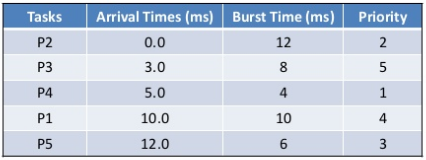 Tasks Arrival Times (ms) Burst Time (ms) Priority
P2 0.0 12 2
P3 3.0 8 5
P4 5.0 4 1
P1 10.0 10 4
P5 12.0 6 3